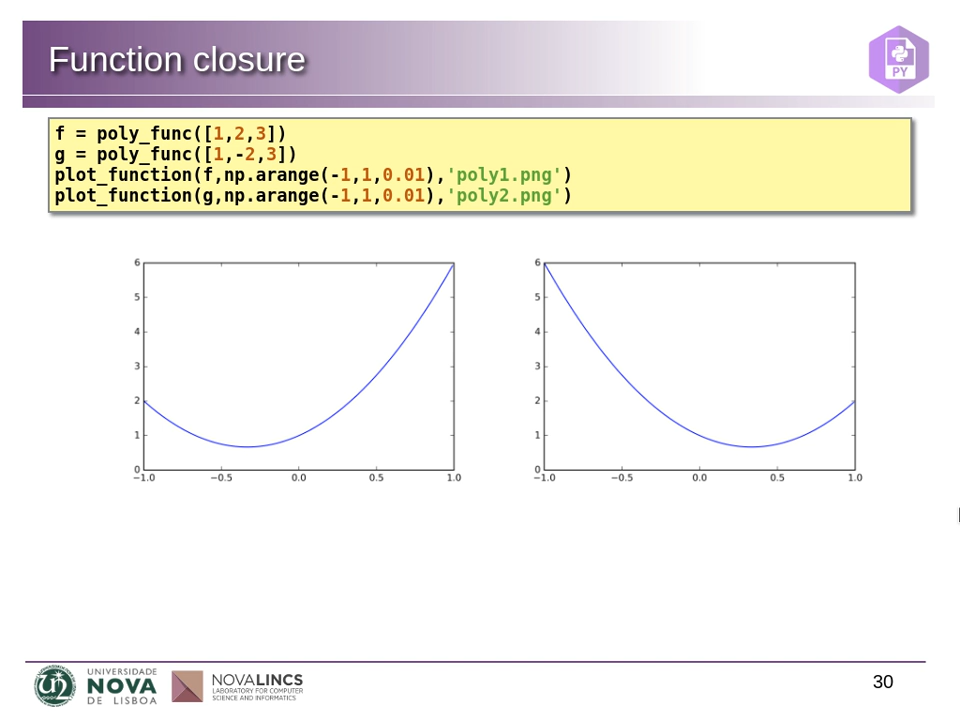 Function closure
PY
f = poly_func([1,2,3])
g = poly_func([1,-2,3])
plot_function(f,np.arange(-1,1,0.01),'poly1.png')
plot_function(g,np.arange(-1,1,0.01),'poly2.png')
6
5
4
3
2
1
0
−1.0 −0.5 0.0 0.5 1.0
6
5
4
3
2
1
0
−1.0 −0.5 0.0 0.5 1.0
UNIVERSIDADE
NOVA
DE LISBOA
NOVALINCS
LABORATORY FOR COMPUTER
SCIENCE AND INFORMATICS
30